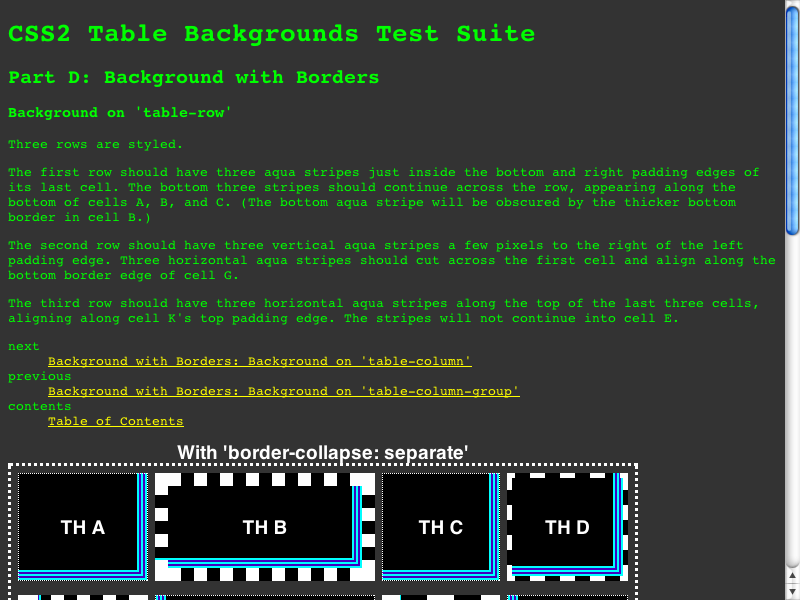 CSS2 Table Backgrounds Test Suite
Part D: Background with Borders
Background on 'table-row'
Three rows are styled.
The first row should have three aqua stripes just inside the bottom and right padding edges of
its last cell. The bottom three stripes should continue across the row, appearing along the
bottom of cells A, B, and C. (The bottom aqua stripe will be obscured by the thicker bottom
border in cell B.)
The second row should have three vertical aqua stripes a few pixels to the right of the left
padding edge. Three horizontal aqua stripes should cut across the first cell and align along the
bottom border edge of cell G.
The third row should have three horizontal aqua stripes along the top of the last three cells,
aligning along cell K's top padding edge. The stripes will not continue into cell E.
next
Background with Borders: Background on 'table-column'
previous
Background with Borders: Background on 'table-column-group'
contents
Table of Contents
With 'border-collapse: separate'
TH A TH B TH C TH D